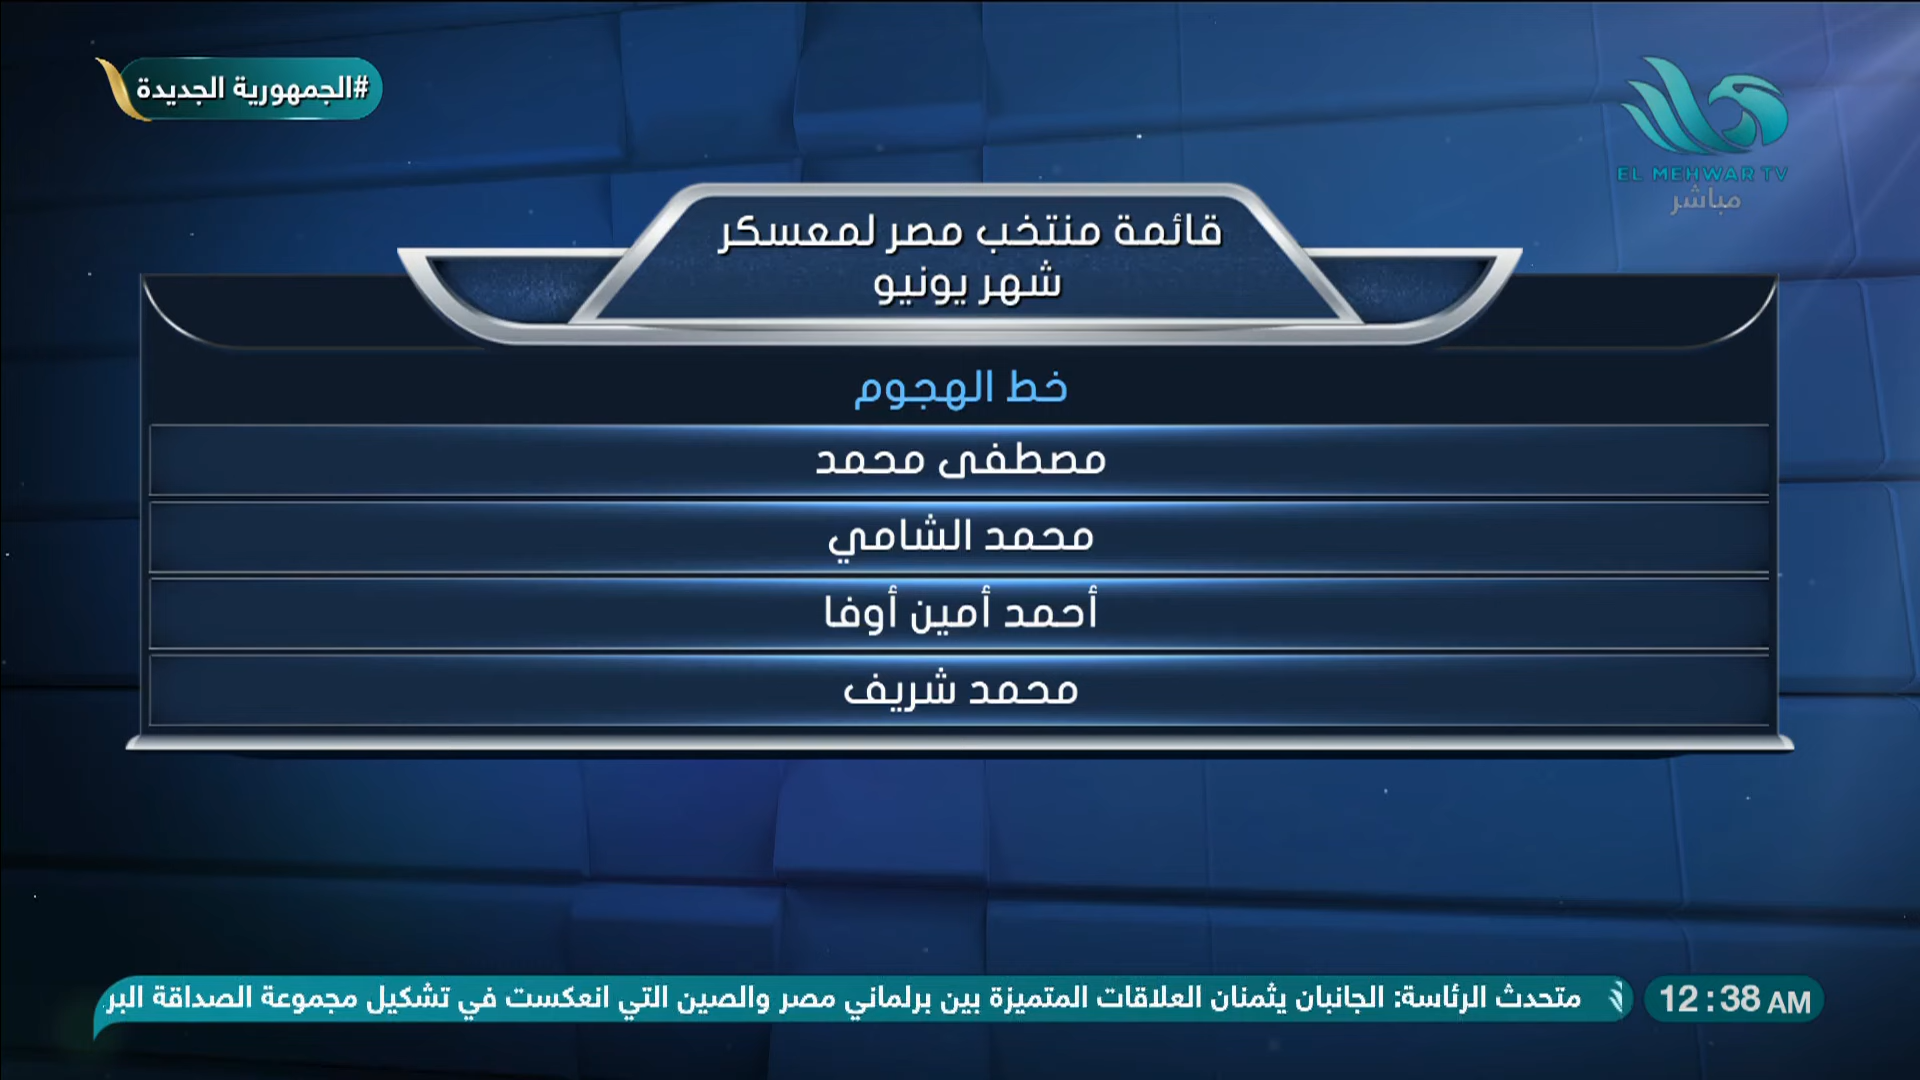 #الجمهورية الجديدة
EL MEHWAR TV
مباشر
قائمة منتخب مصر لمعسكر
شهر يونيو
خط الهجوم
مصطفى محمد
محمد الشامي
أحمد أمين أوفا
محمد شريف
متحدث الرئاسة: الجانبان يثمنان العلاقات المتميزة بين برلماني مصر والصين التي انعكست في تشكيل مجموعة الصداقة البر
12:38 AM